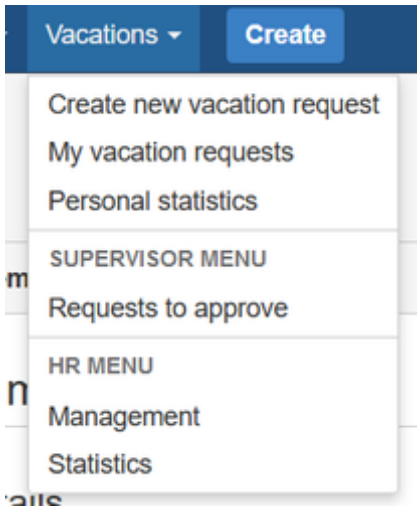 Vacations Create
Create new vacation request
My vacation requests
Personal statistics
SUPERVISOR MENU
Requests to approve
HR MENU
Management
Statistics